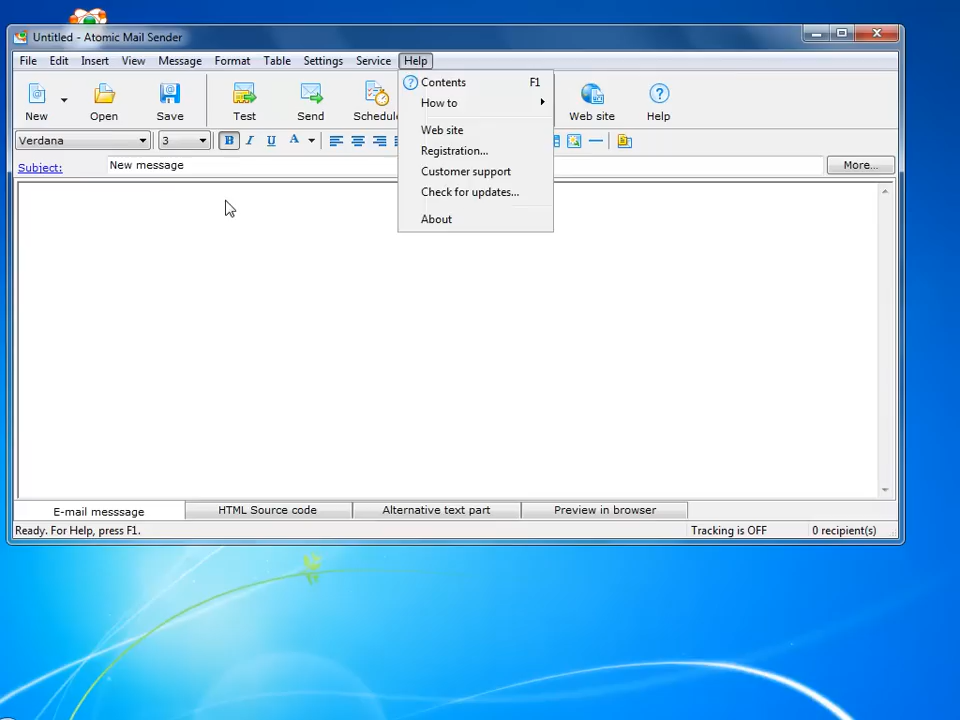 Untitled - Atomic Mail Sender
File Edit Insert View Message Format Table Settings Service Help
New Open Save Test Send Schedule Web site Help
Contents F1
How to
Web site
Registration...
Customer support
Check for updates...
About
Verdana 3 B I U A
Subject: New message More...
E-mail messsage HTML Source code Alternative text part Preview in browser
Ready. For Help, press F1. Tracking is OFF 0 recipient(s)